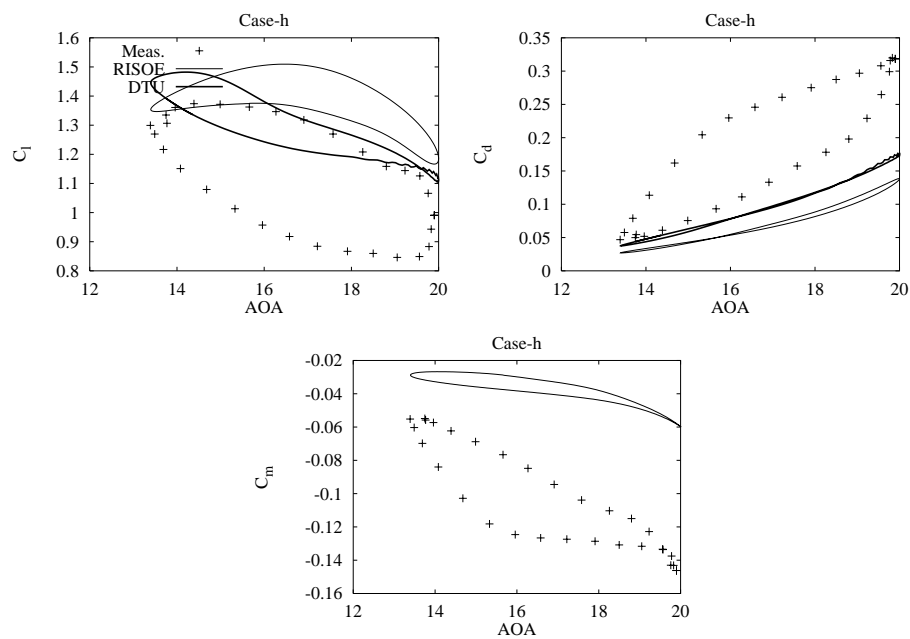 Case-h
1.6
1.5
1.4
1.3
1.2
1.1
1
0.9
0.8
Meas.
RISOE
DTU
C_l
12 14 16 18 20
AOA
Case-h
0.35
0.3
0.25
0.2
0.15
0.1
0.05
0
C_d
12 14 16 18 20
AOA
Case-h
-0.02
-0.04
-0.06
-0.08
-0.1
-0.12
-0.14
-0.16
C_m
12 14 16 18 20
AOA